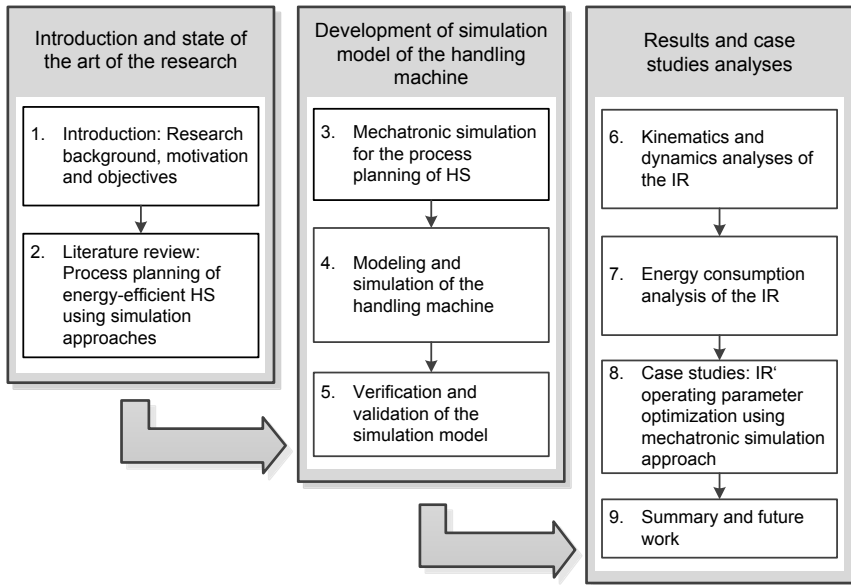 Introduction and state of
the art of the research
1. Introduction: Research
background, motivation
and objectives
2. Literature review:
Process planning of
energy-efficient HS
using simulation
approaches
Development of simulation
model of the handling
machine
3. Mechatronic simulation
for the process
planning of HS
4. Modeling and
simulation of the
handling machine
5. Verification and
validation of the
simulation model
Results and case
studies analyses
6. Kinematics and
dynamics analyses of
the IR
7. Energy consumption
analysis of the IR
8. Case studies: IR‘
operating parameter
optimization using
mechatronic simulation
approach
9. Summary and future
work